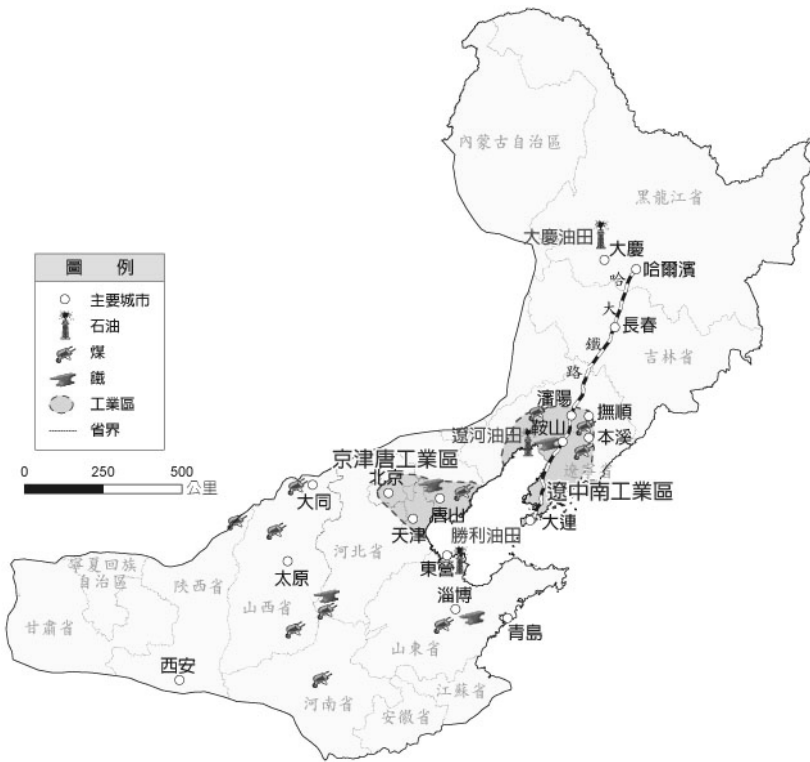 內蒙古自治區
黑龍江省
大慶油田
大慶
哈爾濱
哈
大
鐵
路
長春
吉林省
圖 例
主要城市
石油
煤
鐵
工業區
省界
0 250 500 公里
瀋陽
撫順
遼河油田
鞍山
本溪
遼寧省
遼中南工業區
京津唐工業區
北京
唐山
天津
大連
大同
勝利油田
東營
河北省
太原
寧夏回族
自治區
陝西省
山西省
甘肅省
淄博
青島
山東省
西安
河南省
江蘇省
安徽省